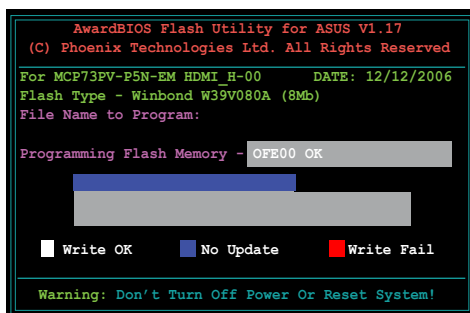 AwardBIOS Flash Utility for ASUS V1.17
(C) Phoenix Technologies Ltd. All Rights Reserved
For MCP73PV-P5N-EM HDMI_H-00 DATE: 12/12/2006
Flash Type - Winbond W39V080A (8Mb)
File Name to Program:
Programming Flash Memory - OFE00 OK
Write OK No Update Write Fail
Warning: Don't Turn Off Power Or Reset System!